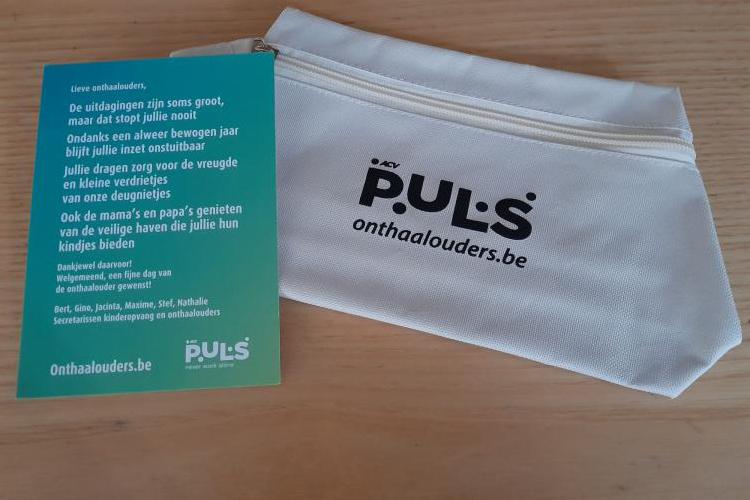 Lieve onthaalouders,
De uitdagingen zijn soms groot,
maar dat stopt jullie nooit
Ondanks een alweer bewogen jaar
blijft jullie inzet onstuitbaar
Jullie dragen zorg voor de vreugde
en kleine verdrietjes
van onze deugnietjes
Ook de mama's en papa's genieten
van de veilige haven die jullie hun
kindjes bieden
Dankjewel daarvoor!
Welgemeend, een fijne dag van
de onthaalouder gewenst!
Bert, Gino, Jacinta, Maxime, Stef, Nathalie
Secretarissen kinderopvang en onthaalouders
Onthaalouders.be
ACV
PULS
never work alone
ACV
PULS
onthaalouders.be